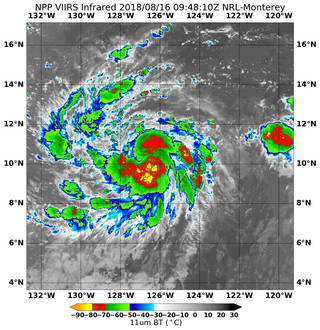 NPP VIIRS Infrared 2018/08/16 09:48:10Z NRL-Monterey
132°W 130°W 128°W 126°W 124°W 122°W 120°W
16°N 16°N
14°N 14°N
12°N 12°N
10°N 10°N
8°N 8°N
6°N 6°N
4°N 4°N
132°W 130°W 128°W 126°W 124°W 122°W 120°W
−90 −80 −70 −60 −50 −40 −30 −20 −10 0 10 20 30
11um BT (°C)